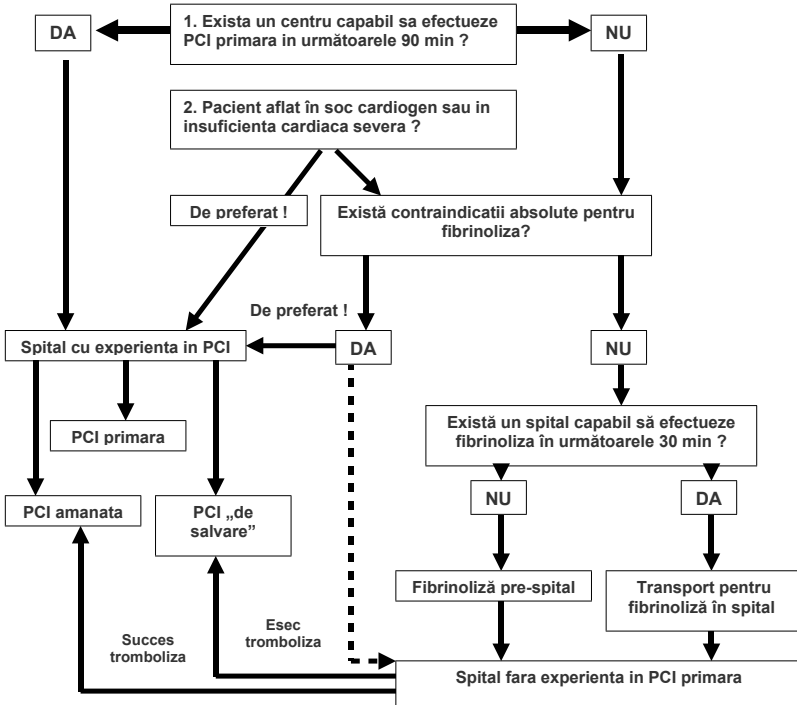 DA
1. Exista un centru capabil sa efectueze
PCI primara in următoarele 90 min ?
NU
2. Pacient aflat în soc cardiogen sau in
insuficienta cardiaca severa ?
De preferat !
Există contraindicatii absolute pentru
fibrinoliza?
De preferat !
Spital cu experienta in PCI
DA
NU
PCI primara
Există un spital capabil să efectueze
fibrinoliza în următoarele 30 min ?
PCI amanata
PCI „de
salvare”
NU
DA
Fibrinoliză pre-spital
Transport pentru
fibrinoliză în spital
Succes
tromboliza
Esec
tromboliza
Spital fara experienta in PCI primara